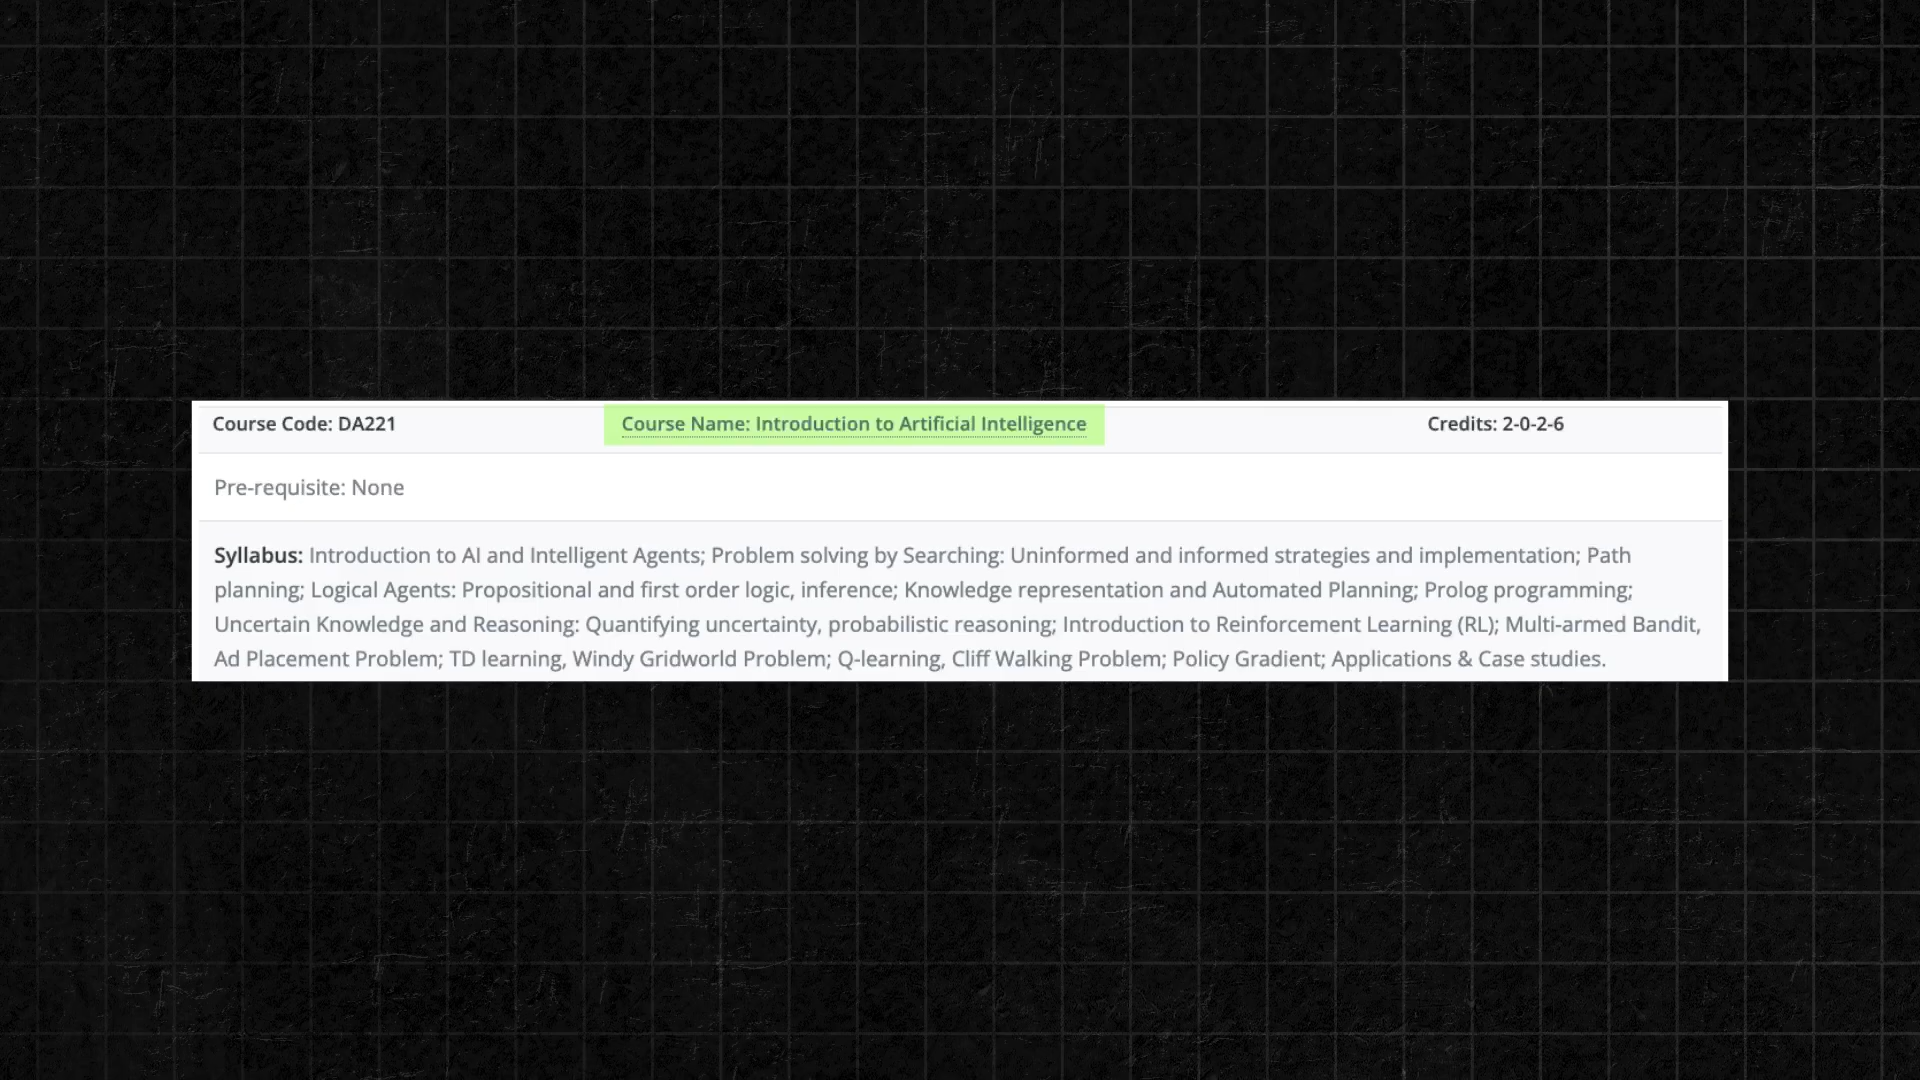 Course Code: DA221 Course Name: Introduction to Artificial Intelligence Credits: 2-0-2-6
Pre-requisite: None
Syllabus: Introduction to AI and Intelligent Agents; Problem solving by Searching: Uninformed and informed strategies and implementation; Path
planning; Logical Agents: Propositional and first order logic, inference; Knowledge representation and Automated Planning; Prolog programming;
Uncertain Knowledge and Reasoning: Quantifying uncertainty, probabilistic reasoning; Introduction to Reinforcement Learning (RL); Multi-armed Bandit,
Ad Placement Problem; TD learning, Windy Gridworld Problem; Q-learning, Cliff Walking Problem; Policy Gradient; Applications & Case studies.